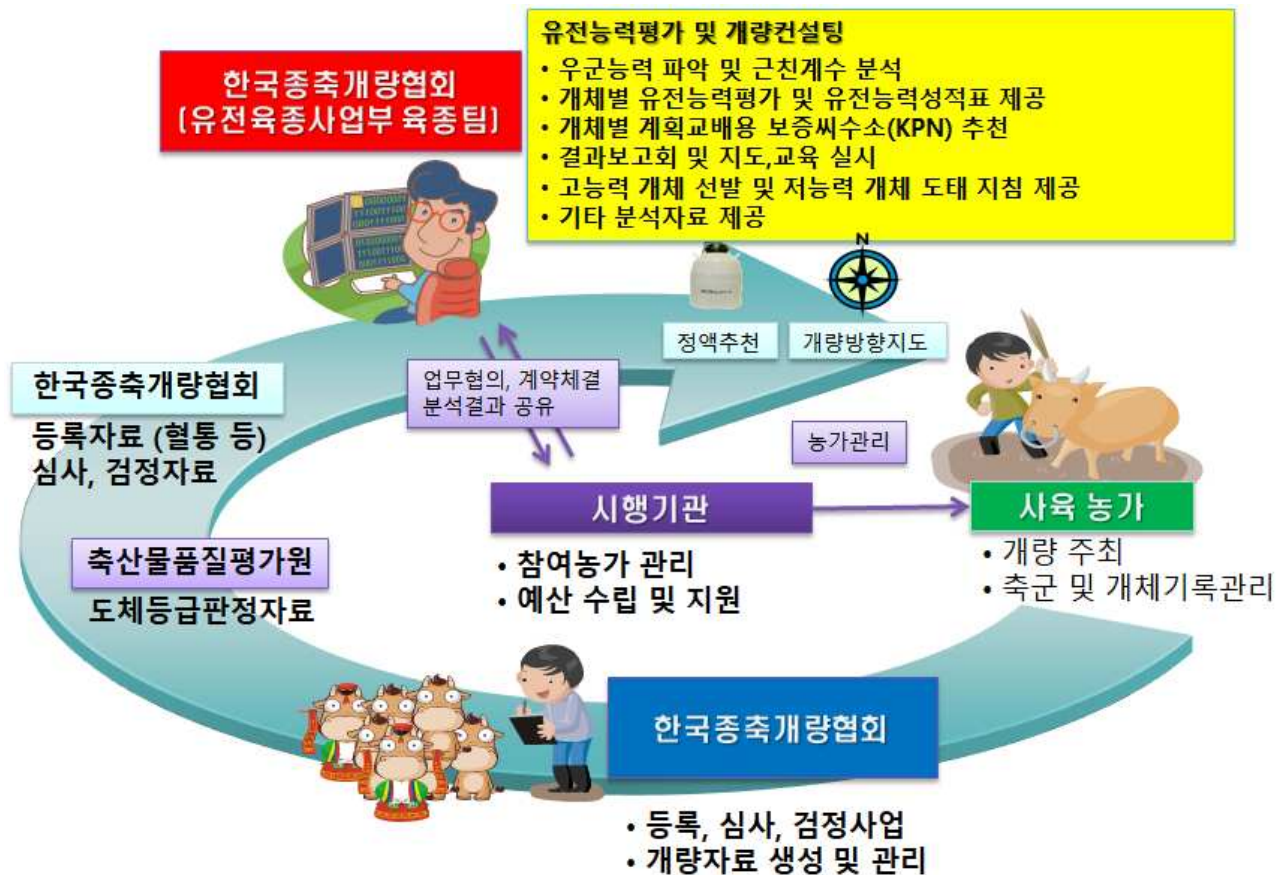 한국종축개량협회
(유전육종사업부 육종팀)
유전능력평가 및 개량컨설팅
• 우군능력 파악 및 근친계수 분석
• 개체별 유전능력평가 및 유전능력성적표 제공
• 개체별 계획교배용 보증씨수소(KPN) 추천
• 결과보고회 및 지도,교육 실시
• 고능력 개체 선발 및 저능력 개체 도태 지침 제공
• 기타 분석자료 제공
N
정액추천
개량방향지도
업무협의, 계약체결
분석결과 공유
한국종축개량협회
등록자료 (혈통 등)
심사, 검정자료
농가관리
시행기관
• 참여농가 관리
• 예산 수립 및 지원
사육 농가
• 개량 주최
• 축군 및 개체기록관리
축산물품질평가원
도체등급판정자료
한국종축개량협회
• 등록, 심사, 검정사업
• 개량자료 생성 및 관리